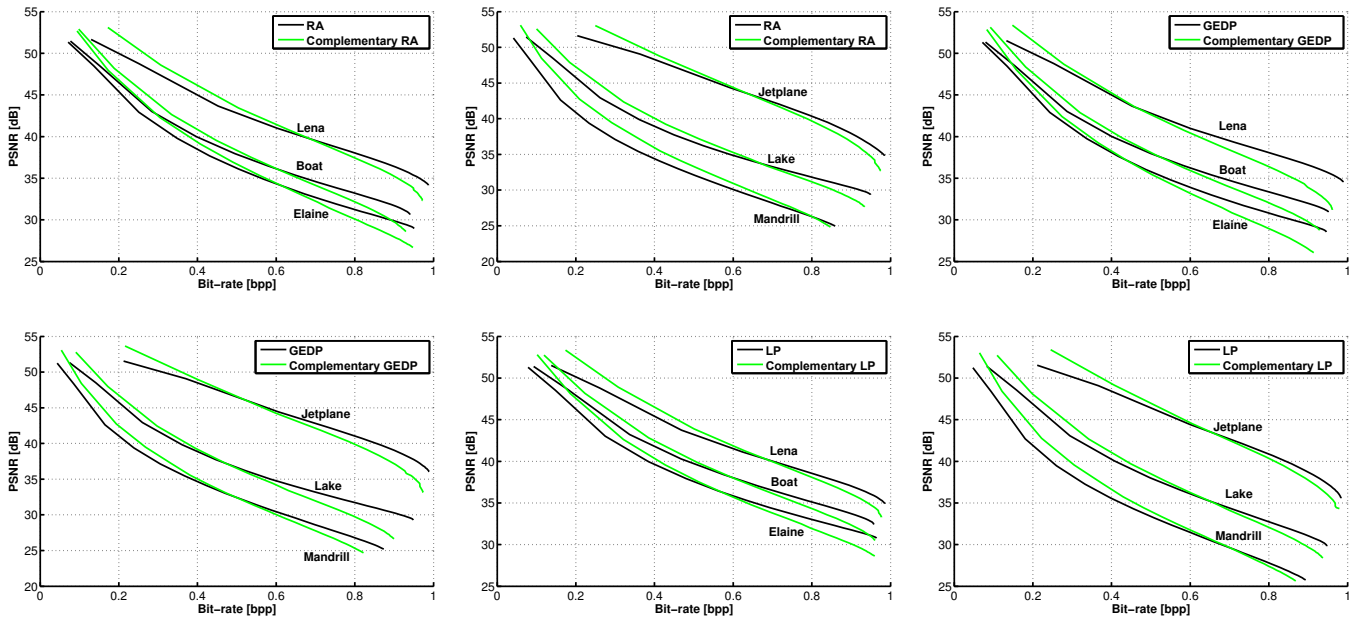 55
50
45
40
35
30
25
PSNR [dB]
RA
Complementary RA
Lena
Boat
Elaine
0
0.2
0.4
0.6
0.8
1
Bit−rate [bpp]
55
50
45
40
35
30
25
20
PSNR [dB]
RA
Complementary RA
Jetplane
Lake
Mandrill
0
0.2
0.4
0.6
0.8
1
Bit−rate [bpp]
55
50
45
40
35
30
25
PSNR [dB]
GEDP
Complementary GEDP
Lena
Boat
Elaine
0
0.2
0.4
0.6
0.8
1
Bit−rate [bpp]
55
50
45
40
35
30
25
20
PSNR [dB]
GEDP
Complementary GEDP
Jetplane
Lake
Mandrill
0
0.2
0.4
0.6
0.8
1
Bit−rate [bpp]
55
50
45
40
35
30
25
PSNR [dB]
LP
Complementary LP
Lena
Boat
Elaine
0
0.2
0.4
0.6
0.8
1
Bit−rate [bpp]
55
50
45
40
35
30
25
PSNR [dB]
LP
Complementary LP
Jetplane
Lake
Mandrill
0
0.2
0.4
0.6
0.8
1
Bit−rate [bpp]